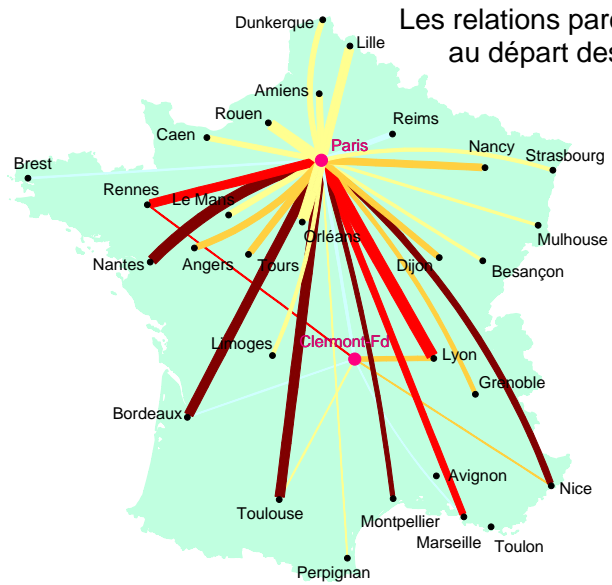 Les relations
au départ des
Dunkerque
Lille
Amiens
Rouen
Reims
Caen
Paris
Nancy
Strasbourg
Brest
Rennes
Le Mans
Orléans
Mulhouse
Nantes
Angers
Tours
Dijon
Besançon
Limoges
Clermont-Fd
Lyon
Grenoble
Bordeaux
Avignon
Nice
Toulouse
Montpellier
Marseille
Toulon
Perpignan